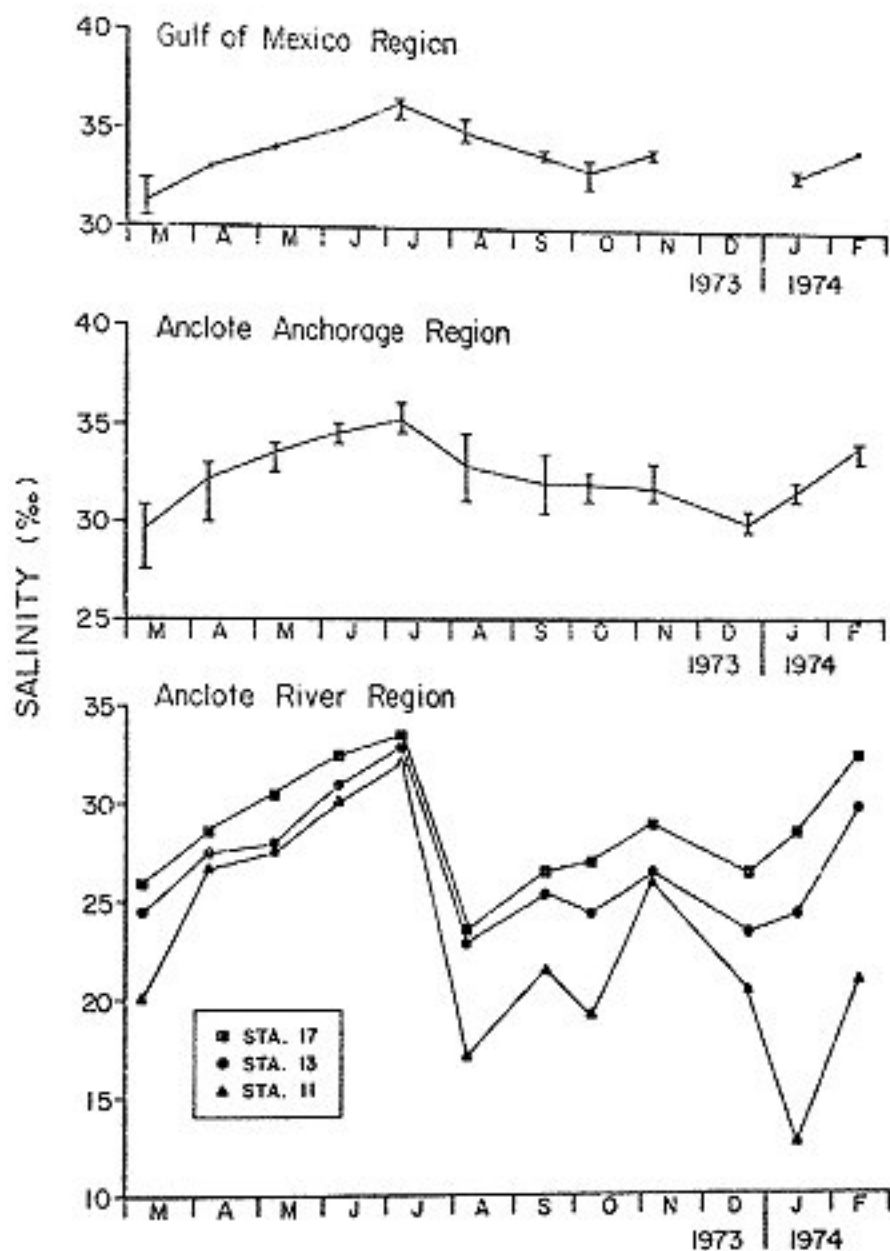 40
Gulf of Mexico Region
35
30
M A M J J A S O N D J F
1973 1974
40
Anclote Anchorage Region
35
30
25
M A M J J A S O N D J F
1973 1974
SALINITY (‰)
35
Anclote River Region
30
25
20
STA. 17
STA. 13
STA. 11
15
10
M A M J J A S O N D J F
1973 1974